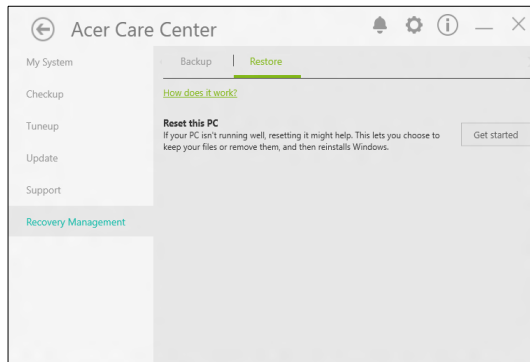 Acer Care Center
My System
Checkup
Tuneup
Update
Support
Recovery Management
Backup
Restore
How does it work?
Reset this PC
If your PC isn't running well, resetting it might help. This lets you choose to
keep your files or remove them, and then reinstalls Windows.
Get started